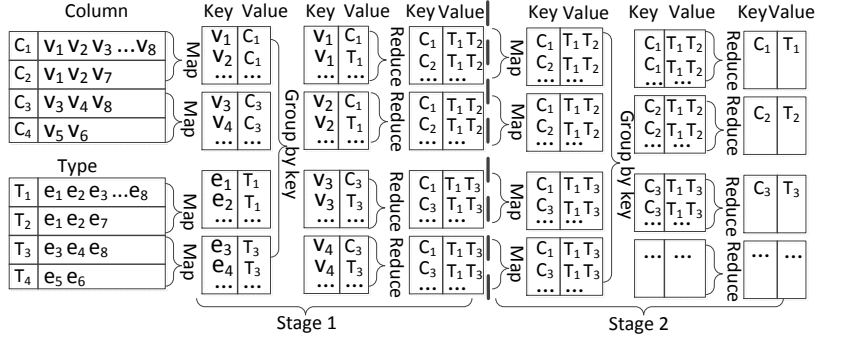 Column
Key Value Key Value Key Value Key Value Key Value Key Value
C₁ v₁ v₂ v₃ ...v₈
C₂ v₁ v₂ v₇
C₃ v₃ v₄ v₈
C₄ v₅ v₆
Type
T₁ e₁ e₂ e₃ ...e₈
T₂ e₁ e₂ e₇
T₃ e₃ e₄ e₈
T₄ e₅ e₆
Map
Map
Map
Map
v₁ C₁
v₂ C₁
... ...
v₃ C₃
v₄ C₃
... ...
e₁ T₁
e₂ T₁
... ...
e₃ T₃
e₄ T₃
... ...
Group by key
v₁ C₁
v₁ T₁
... ...
v₂ C₁
v₂ T₁
... ...
v₃ C₃
v₃ T₃
... ...
v₄ C₃
v₄ T₃
... ...
Reduce
Reduce
Reduce
Reduce
C₁ T₁ T₂
C₂ T₁ T₂
... ...
C₁ T₁ T₂
C₂ T₁ T₂
... ...
C₁ T₁ T₃
C₃ T₁ T₃
... ...
C₁ T₁ T₃
C₃ T₁ T₃
... ...
Map
Map
Map
Map
C₁ T₁ T₂
C₂ T₁ T₂
... ...
C₁ T₁ T₂
C₂ T₁ T₂
... ...
C₁ T₁ T₃
C₃ T₁ T₃
... ...
C₁ T₁ T₃
C₃ T₁ T₃
... ...
Group by key
C₁ T₁ T₂
C₁ T₁ T₂
... ...
C₂ T₁ T₂
C₂ T₁ T₂
... ...
C₃ T₁ T₃
C₃ T₁ T₃
... ...
... ...
Reduce
Reduce
Reduce
Reduce
C₁ T₁
C₂ T₂
C₃ T₃
... ...
Stage 1
Stage 2